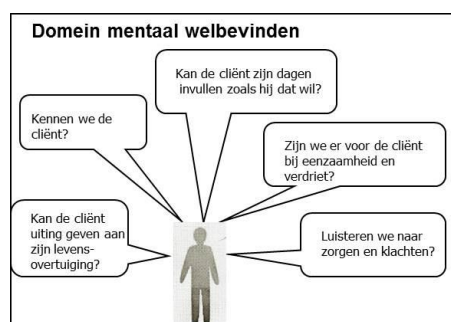 Domein mentaal welbevinden
Kan de cliënt zijn dagen
invullen zoals hij dat wil?
Kennen we de
cliënt?
Zijn we er voor de cliënt
bij eenzaamheid en
verdriet?
Kan de cliënt
uiting geven aan
zijn levens-
overtuiging?
Luisteren we naar
zorgen en klachten?